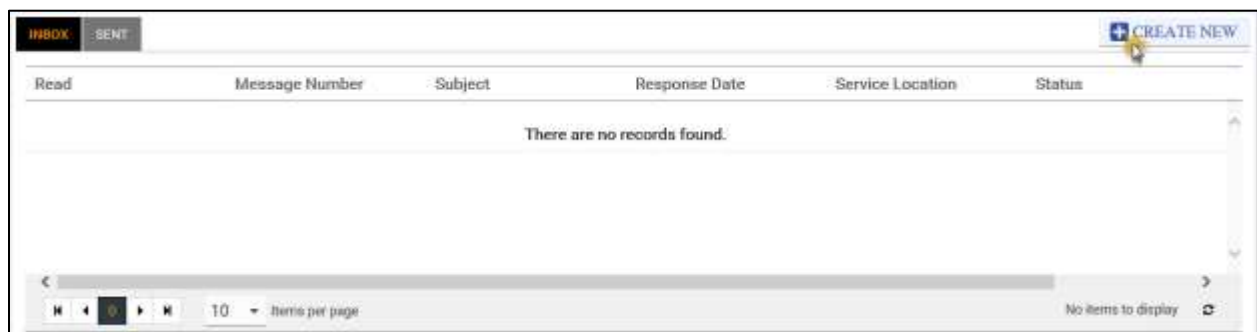 INBOX SENT CREATE NEW
Read Message Number Subject Response Date Service Location Status
There are no records found.
0 10 Items per page No items to display